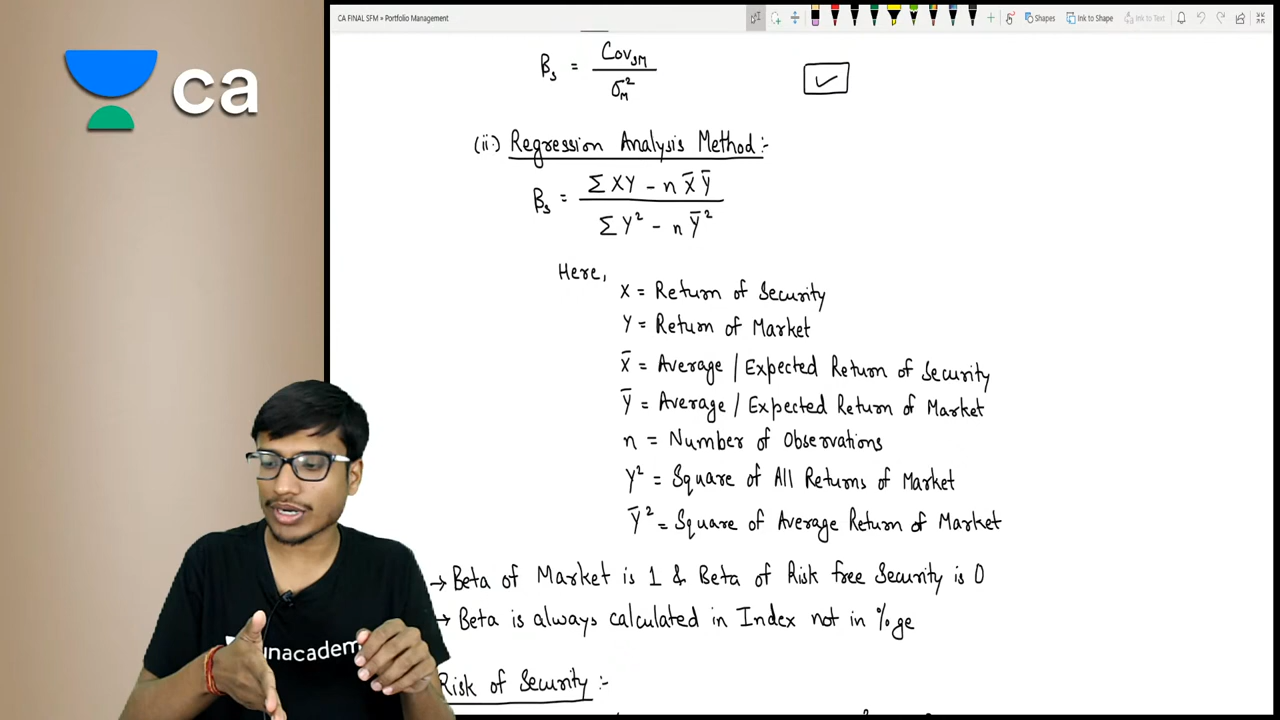 CA FINAL SFM » Portfolio Management
Shapes
Ink to Shape
Ink to Text
ca
βs = CovSM / σ²M
(ii) Regression Analysis Method :-
βs = ΣXY - n X̄ Ȳ / ΣY² - n Ȳ²
Here,
X = Return of Security
Y = Return of Market
X̄ = Average / Expected Return of Security
Ȳ = Average / Expected Return of Market
n = Number of Observations
Y² = Square of All Returns of Market
Ȳ² = Square of Average Return of Market
→ Beta of Market is 1 & Beta of Risk free Security is 0
→ Beta is always calculated in Index not in %ge
Risk of Security :-
unacadem